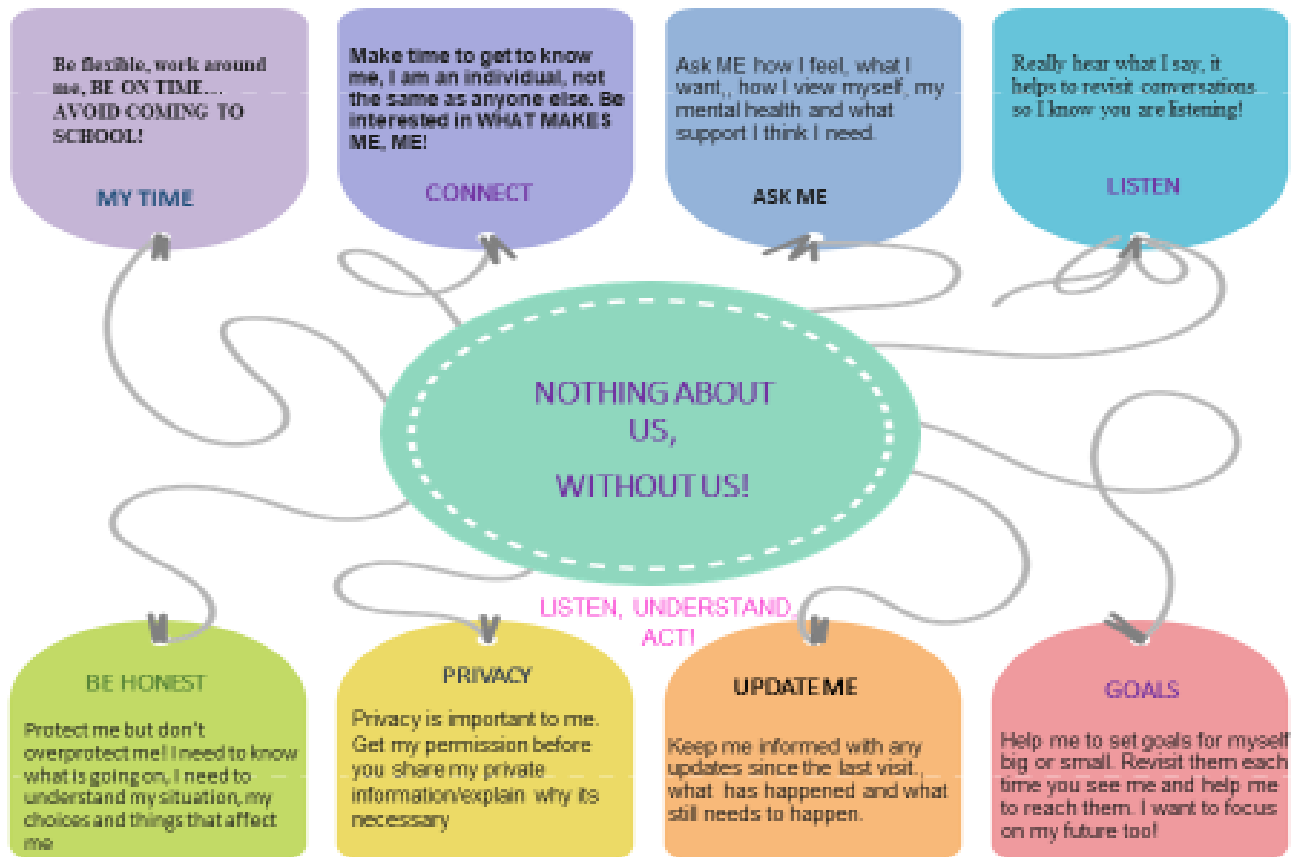 Be flexible, work around
me, BE ON TIME...
AVOID COMING TO
SCHOOL!
MY TIME
Make time to get to know
me, I am an individual, not
the same as anyone else. Be
interested in WHAT MAKES
ME, ME!
CONNECT
Ask ME how I feel, what I
want,, how I view myself, my
mental health and what
support I think I need.
ASK ME
Really hear what I say, it
helps to revisit conversations
so I know you are listening!
LISTEN
NOTHING ABOUT
US,
WITHOUT US!
LISTEN, UNDERSTAND,
ACT!
BE HONEST
Protect me but don't
overprotect me! I need to know
what is going on, I need to
understand my situation, my
choices and things that affect
me
PRIVACY
Privacy is important to me.
Get my permission before
you share my private
information/explain why its
necessary
UPDATE ME
Keep me informed with any
updates since the last visit.,
what has happened and what
still needs to happen.
GOALS
Help me to set goals for myself
big or small. Revisit them each
time you see me and help me
to reach them. I want to focus
on my future too!